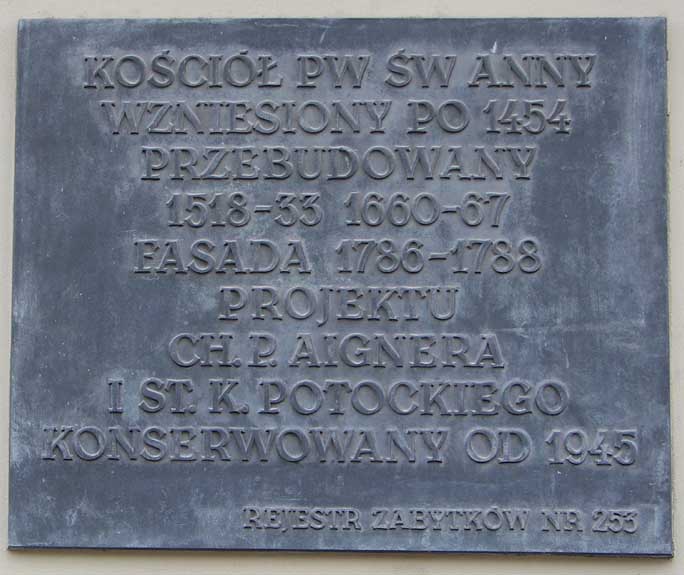 KOŚCIÓŁ PW ŚW ANNY
WZNIESIONY PO 1454
PRZEBUDOWANY
1518-33 1660-67
FASADA 1786-1788
PROJEKTU
CH. P. AIGNERA
I ST. K. POTOCKIEGO
KONSERWOWANY OD 1945
REJESTR ZABYTKÓW NR 253